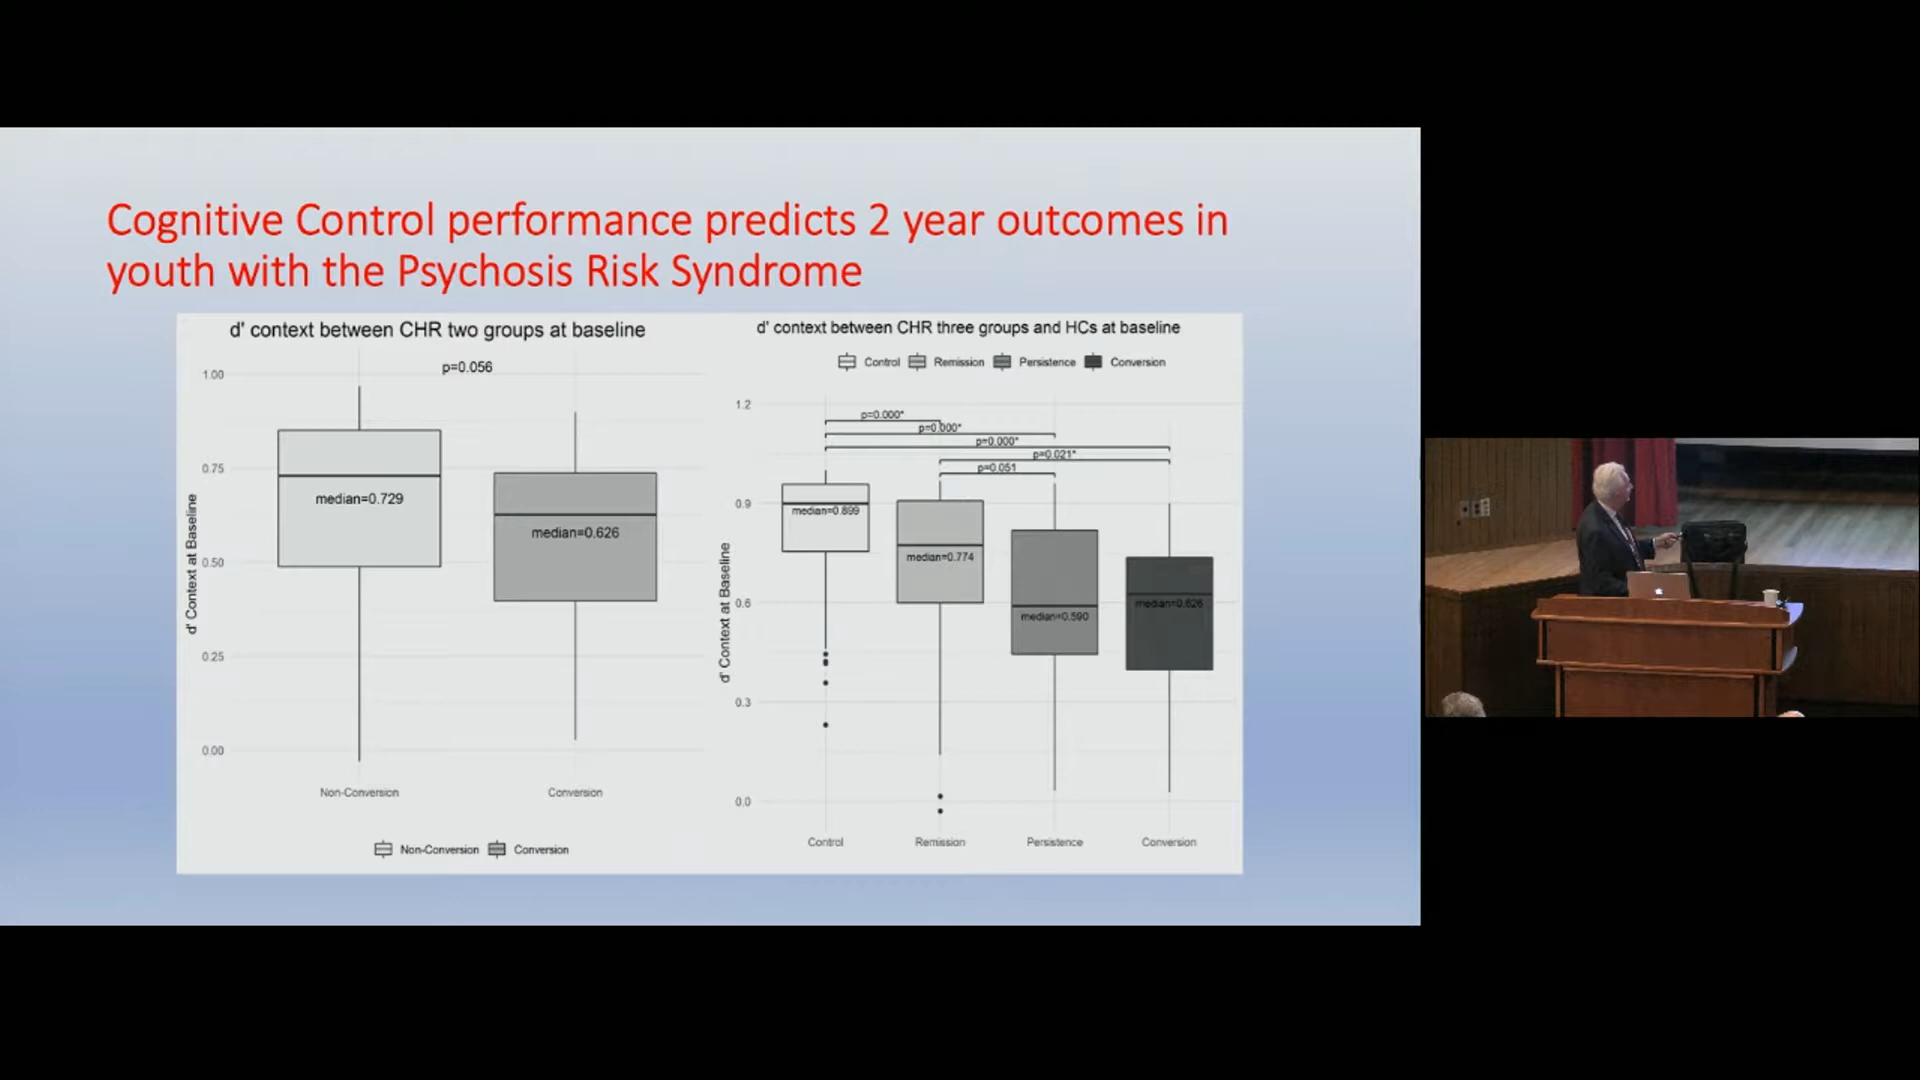 Cognitive Control performance predicts 2 year outcomes in
youth with the Psychosis Risk Syndrome
d' context between CHR two groups at baseline
p=0.056
1.00
0.75
0.50
0.25
0.00
d' Context at Baseline
median=0.729
median=0.626
Non-Conversion
Conversion
Non-Conversion
Conversion
d' context between CHR three groups and HCs at baseline
Control
Remission
Persistence
Conversion
1.2
0.9
0.6
0.3
0.0
d' Context at Baseline
p=0.000*
p=0.000*
p=0.000*
p=0.021*
p=0.051
median=0.899
median=0.774
median=0.590
median=0.626
Control
Remission
Persistence
Conversion